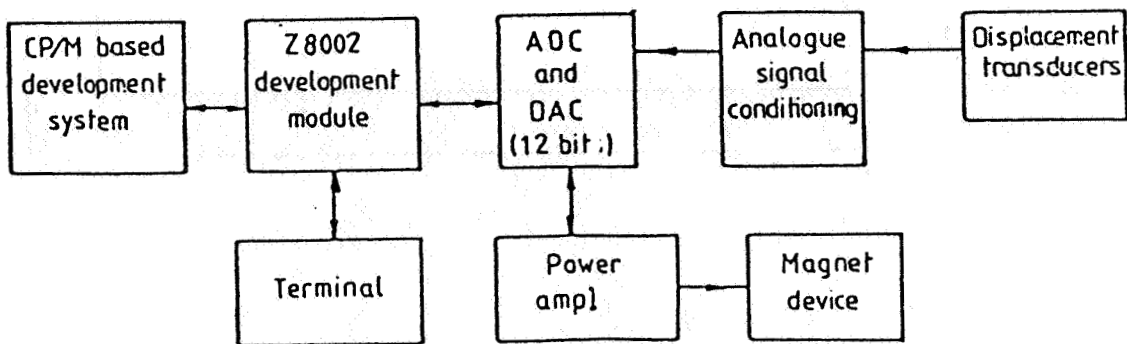 CP/M based
development
system
Z8002
development
module
ADC
and
DAC
(12 bit.)
Analogue
signal
conditioning
Displacement
transducers
Terminal
Power
ampl
Magnet
device